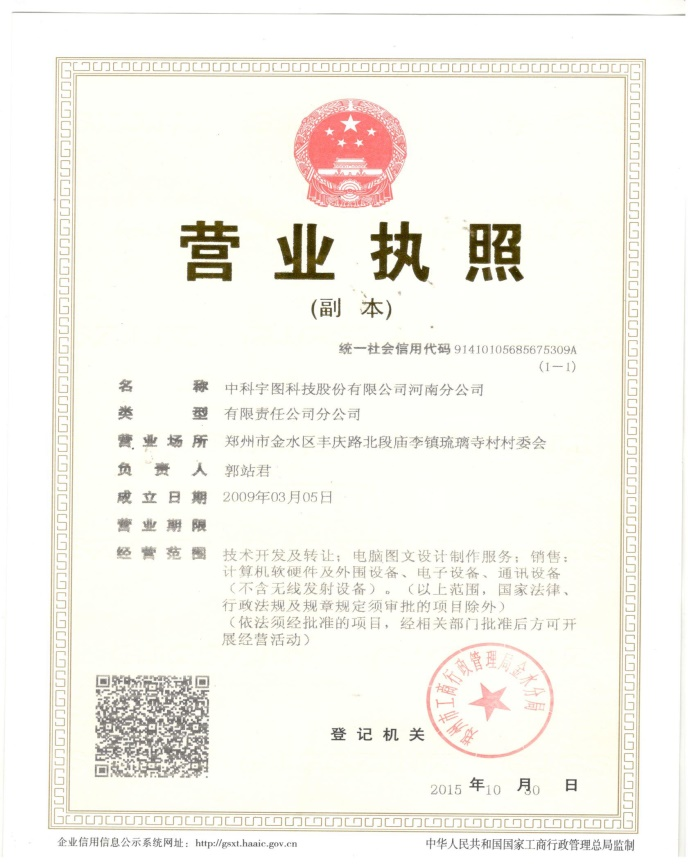 营业执照
(副 本)
统一社会信用代码 91410105685675309A
(1-1)
名 称 中科宇图科技股份有限公司河南分公司
类 型 有限责任公司分公司
营业场所 郑州市金水区丰庆路北段庙李镇琉璃寺村村委会
负 责 人 郭站君
成立日期 2009年03月05日
营业期限
经营范围 技术开发及转让；电脑图文设计制作服务；销售：
计算机软硬件及外围设备、电子设备、通讯设备
（不含无线发射设备）。（以上范围，国家法律、
行政法规及规章规定须审批的项目除外）
（依法须经批准的项目，经相关部门批准后方可开
展经营活动）
郑州市工商行政管理局金水分局
登记机关
2015 年10 月30 日
企业信用信息公示系统网址：http://gsxt.haaic.gov.cn
中华人民共和国国家工商行政管理总局监制